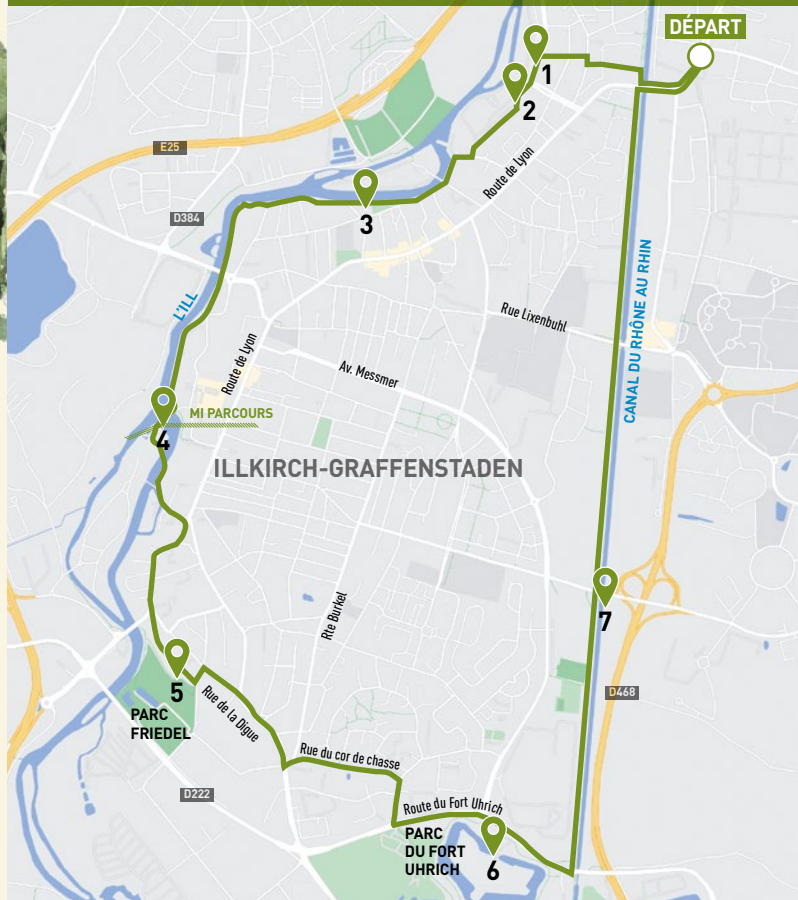 DÉPART
1
2
E25
Route de Lyon
3
D384
L'ILL
CANAL DU RHÔNE AU RHIN
Rue Lixenbuhl
Route de Lyon
Av. Messmer
MI PARCOURS
4
ILLKIRCH-GRAFFENSTADEN
Rte Burkel
7
5
D468
PARC
FRIEDEL
Rue de La Digue
Rue du cor de chasse
D222
Route du Fort Uhrich
PARC
DU FORT
UHRICH
6